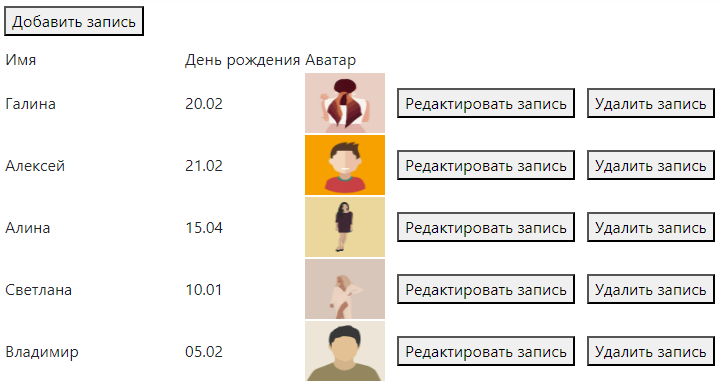 Добавить запись
Имя День рождения Аватар
Галина 20.02 Редактировать запись Удалить запись
Алексей 21.02 Редактировать запись Удалить запись
Алина 15.04 Редактировать запись Удалить запись
Светлана 10.01 Редактировать запись Удалить запись
Владимир 05.02 Редактировать запись Удалить запись